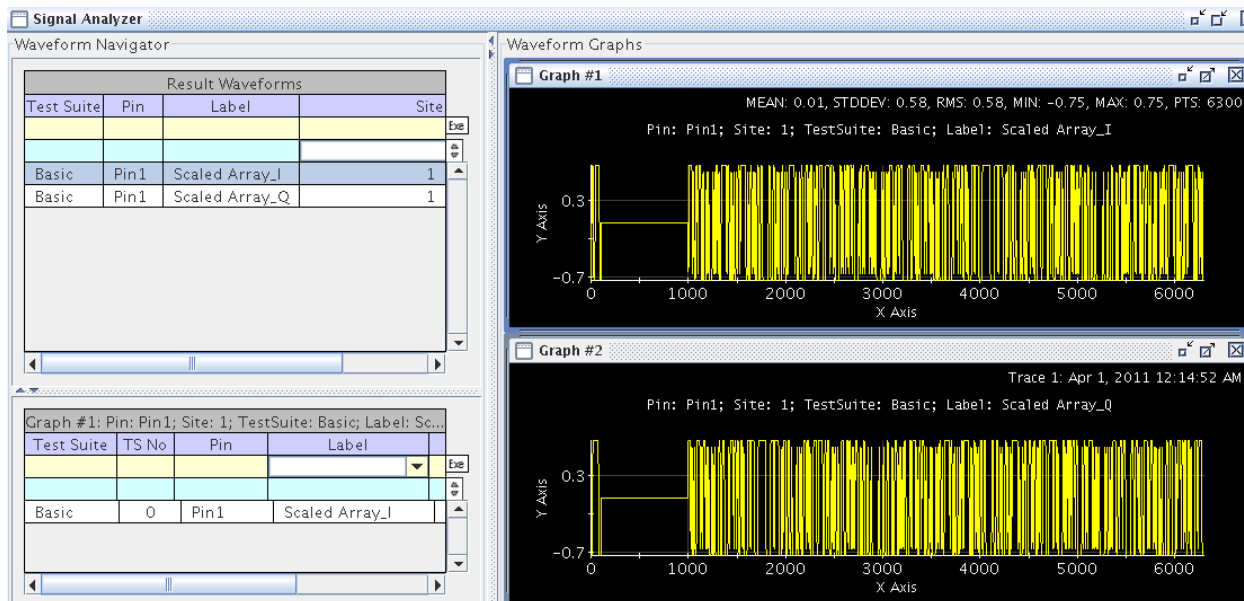 Signal Analyzer
Waveform Navigator
Result Waveforms
Test Suite Pin Label Site
Exe
Basic Pin1 Scaled Array_I 1
Basic Pin1 Scaled Array_Q 1
Graph #1: Pin: Pin1; Site: 1; TestSuite: Basic; Label: Sc...
Test Suite TS No Pin Label
Exe
Basic 0 Pin1 Scaled Array_I
Waveform Graphs
Graph #1
MEAN: 0.01, STDDEV: 0.58, RMS: 0.58, MIN: -0.75, MAX: 0.75, PTS: 6300
Pin: Pin1; Site: 1; TestSuite: Basic; Label: Scaled Array_I
Y Axis
0.3
-0.7
0 1000 2000 3000 4000 5000 6000
X Axis
Graph #2
Trace 1: Apr 1, 2011 12:14:52 AM
Pin: Pin1; Site: 1; TestSuite: Basic; Label: Scaled Array_Q
Y Axis
0.3
-0.7
0 1000 2000 3000 4000 5000 6000
X Axis